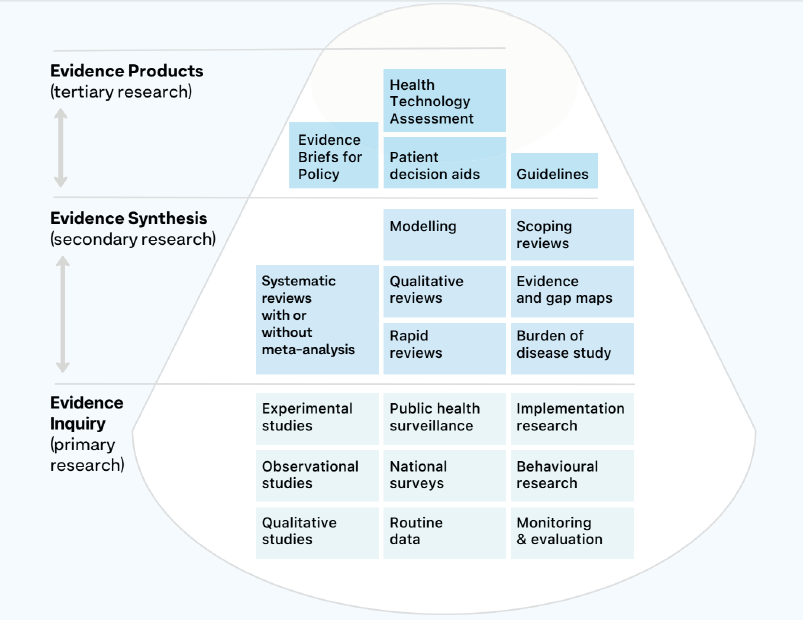 Evidence Products
(tertiary research)
Health
Technology
Assessment
Evidence
Briefs for
Policy
Patient
decision aids
Guidelines
Evidence Synthesis
(secondary research)
Modelling
Scoping
reviews
Systematic
reviews
with or
without
meta-analysis
Qualitative
reviews
Evidence
and gap maps
Rapid
reviews
Burden of
disease study
Evidence
Inquiry
(primary
research)
Experimental
studies
Public health
surveillance
Implementation
research
Observational
studies
National
surveys
Behavioural
research
Qualitative
studies
Routine
data
Monitoring
& evaluation